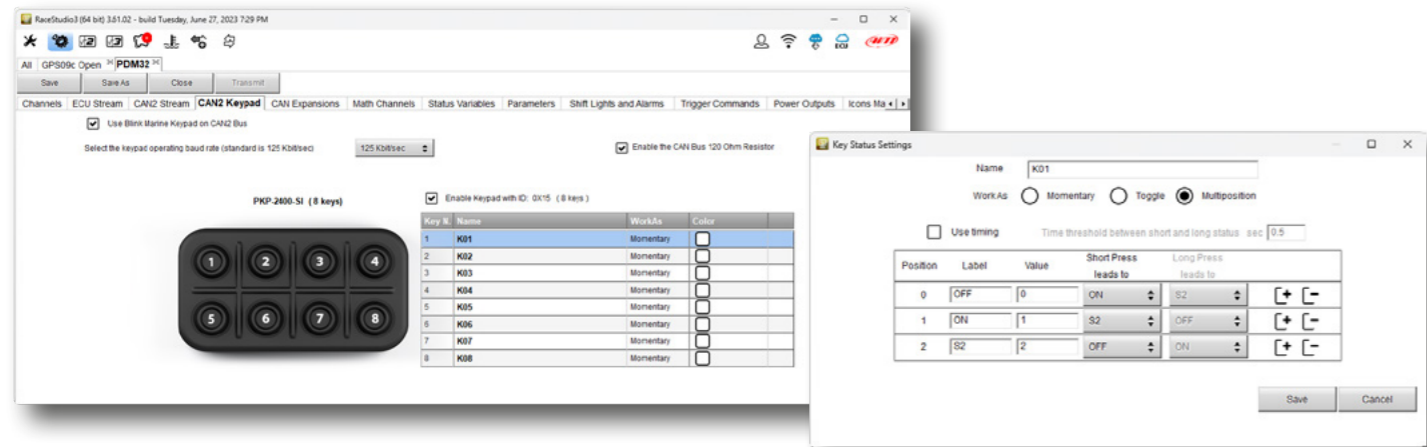 RaceStudio3 (64 bit) 3.61.02 - build Tuesday, June 27, 2023 7:29 PM
ECU AiM
All GPS09c Open PDM32
Save Save As Close Transmit
Channels ECU Stream CAN2 Stream CAN2 Keypad CAN Expansions Math Channels Status Variables Parameters Shift Lights and Alarms Trigger Commands Power Outputs Icons Ma
Use Blink Marine Keypad on CAN2 Bus
Select the keypad operating baud rate (standard is 125 Kbit/sec) 125 Kbit/sec Enable the CAN Bus 120 Ohm Resistor
PKP-2400-SI ( 8 keys) Enable Keypad with ID: 0X15 ( 8 keys )
Key N. Name WorkAs Color
1 K01 Momentary
2 K02 Momentary
3 K03 Momentary
4 K04 Momentary
5 K05 Momentary
6 K06 Momentary
7 K07 Momentary
8 K08 Momentary
1 2 3 4
5 6 7 8
Key Status Settings
Name K01
WorkAs Momentary Toggle Multiposition
Use timing Time threshold between short and long status sec 0.5
Position Label Value Short Press leads to Long Press leads to
0 OFF 0 ON S2
1 ON 1 S2 OFF
2 S2 2 OFF ON
Save Cancel